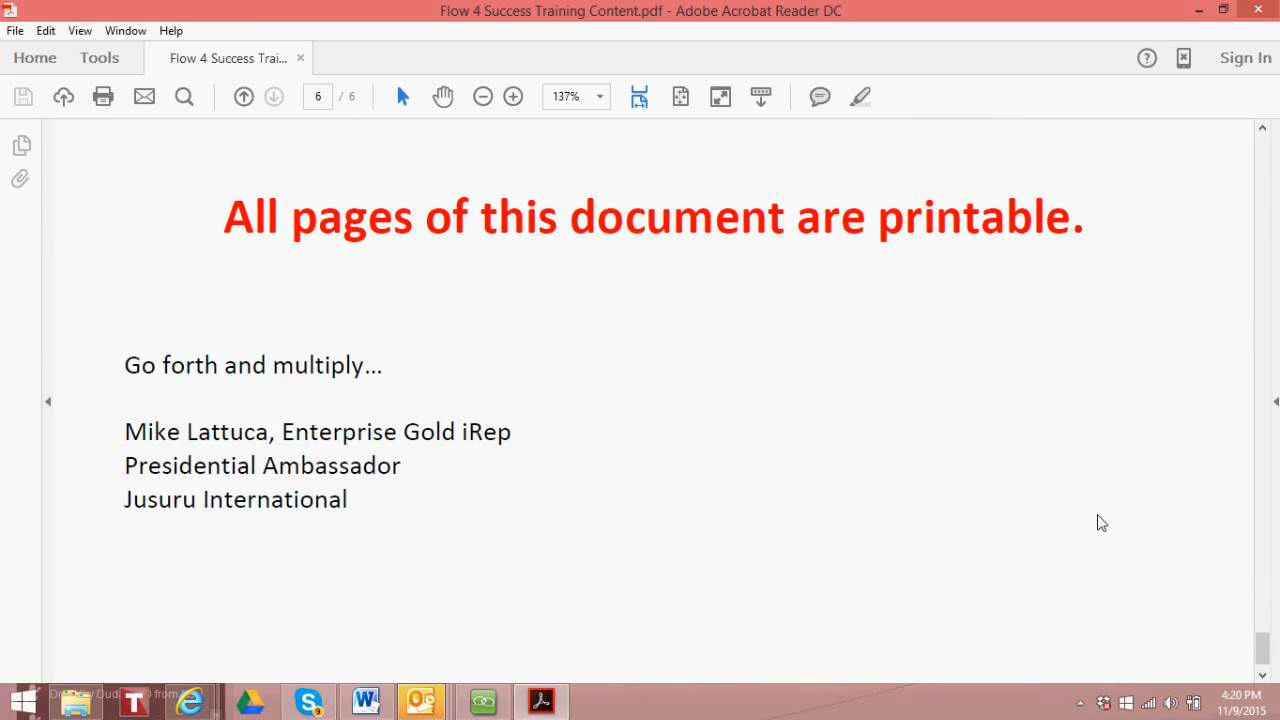 Flow 4 Success Training Content.pdf - Adobe Acrobat Reader DC
File Edit View Window Help
Home Tools Flow 4 Success Trai... × Sign In
6 / 6 137%
All pages of this document are printable.
Go forth and multiply...
Mike Lattuca, Enterprise Gold iRep
Presidential Ambassador
Jusuru International
4:20 PM
11/9/2015